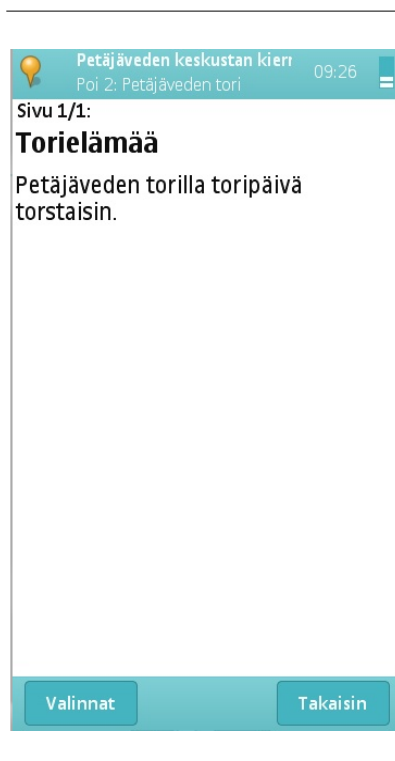 Petäjäveden keskustan kierr
Poi 2: Petäjäveden tori
09:26
Sivu 1/1:
Torielämää
Petäjäveden torilla toripäivä
torstaisin.
Valinnat
Takaisin